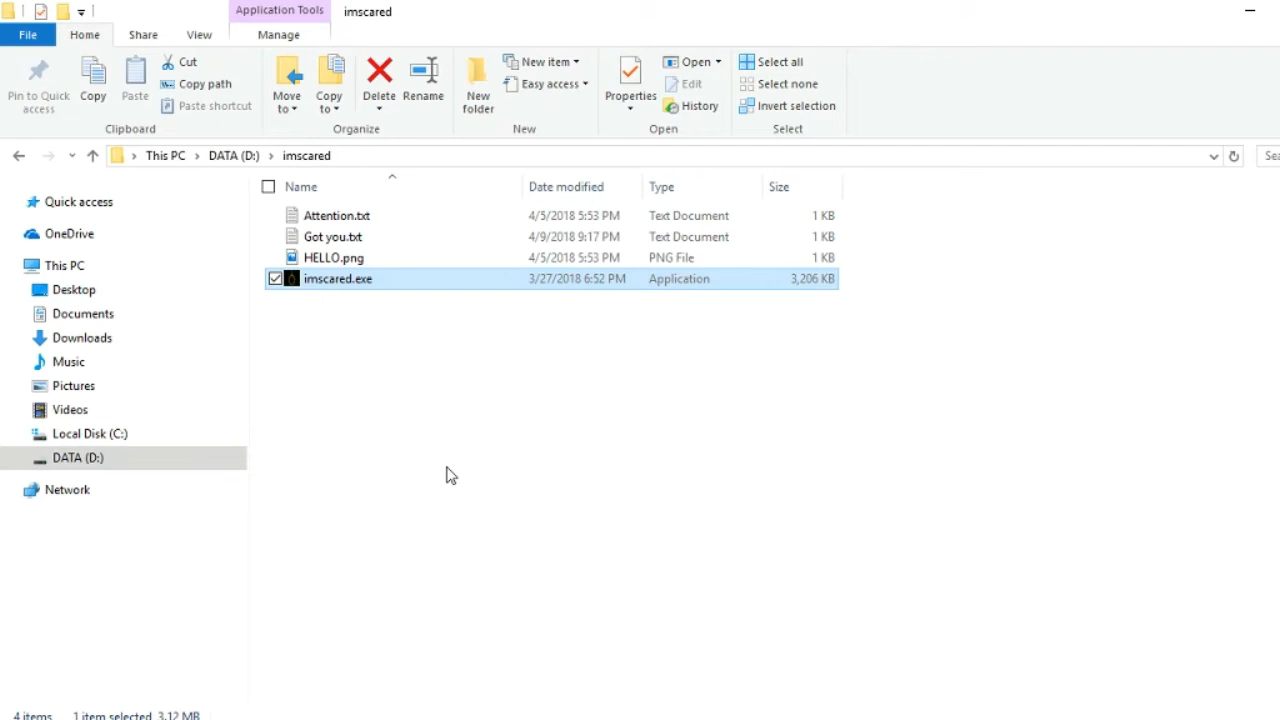 Application Tools imscared
File Home Share View Manage
Pin to Quick access
Copy
Paste
Cut
Copy path
Paste shortcut
Clipboard
Move to
Copy to
Delete
Rename
Organize
New folder
New item
Easy access
New
Properties
Open
Edit
History
Open
Select all
Select none
Invert selection
Select
This PC DATA (D:) imscared
Sea
Name Date modified Type Size
Attention.txt 4/5/2018 5:53 PM Text Document 1 KB
Got you.txt 4/9/2018 9:17 PM Text Document 1 KB
HELLO.png 4/5/2018 5:53 PM PNG File 1 KB
imscared.exe 3/27/2018 6:52 PM Application 3,206 KB
Quick access
OneDrive
This PC
Desktop
Documents
Downloads
Music
Pictures
Videos
Local Disk (C:)
DATA (D:)
Network
4 items 1 item selected 3.12 MB